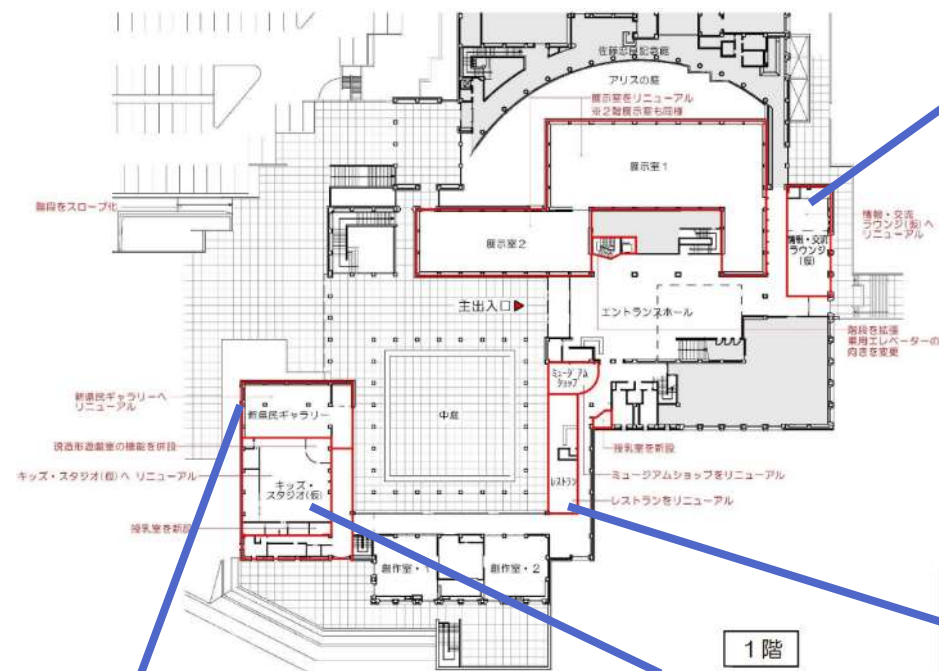 佐藤忠良記念館
アリスの庭
展示室をリニューアル
※2階展示室も同様
展示室1
階段をスロープ化
情報・交流
ラウンジ(仮)へ
リニューアル
情報・交流
ラウンジ
(仮)
展示室2
主出入口
エントランスホール
階段を拡張
乗用エレベーターの
向きを変更
ミュージアム
ショップ
新県民ギャラリーへ
リニューアル
新県民ギャラリー
中庭
現造形遊戯室の機能を併設
授乳室を新設
キッズ・スタジオ(仮)へ リニューアル
ミュージアムショップをリニューアル
キッズ・
スタジオ(仮)
レストラン
レストランをリニューアル
授乳室を新設
創作室・1
創作室・2
1階